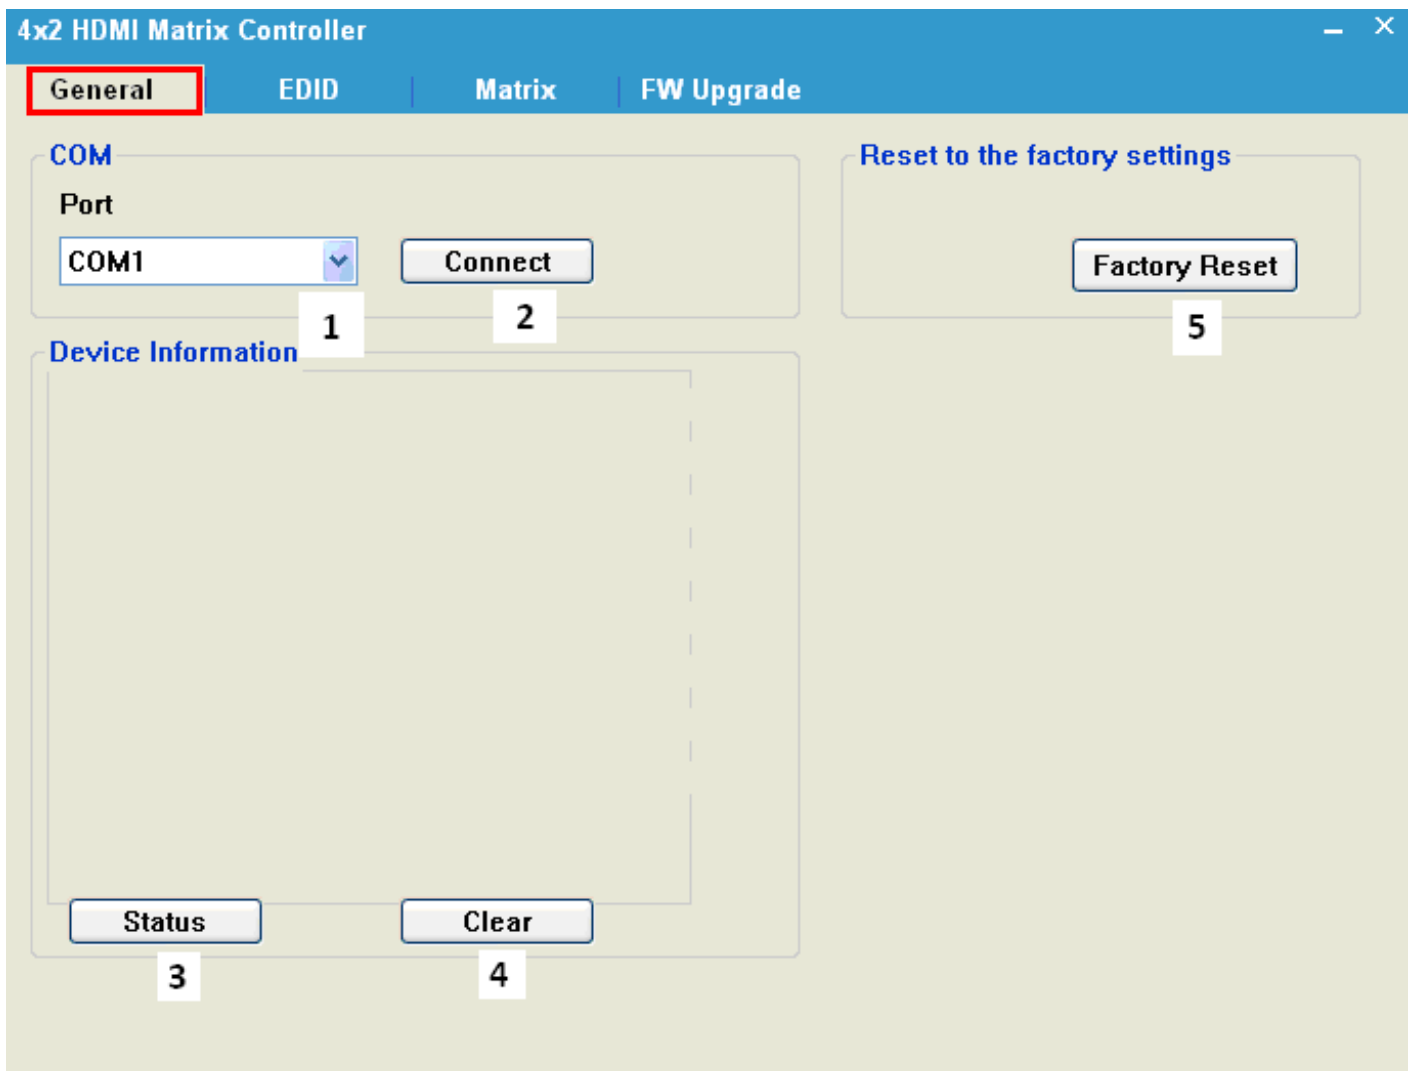 4x2 HDMI Matrix Controller
General EDID Matrix FW Upgrade
COM
Port
COM1 Connect
1 2
Reset to the factory settings
Factory Reset
5
Device Information
Status Clear
3 4